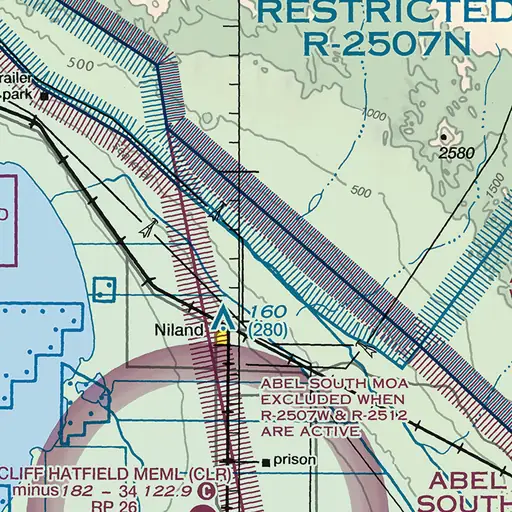 RESTRICTED
R-2507N
500
railer
park
000
2580
500
1500
D
160
Niland
(280)
ABEL SOUTH MOA
EXCLUDED WHEN
R-2507W & R-2512
ARE ACTIVE
prison
CLIFF HATFIELD MEML (CLR)
minus 182 - 34 122.9 C
RP 26
ABEL
SOUTH